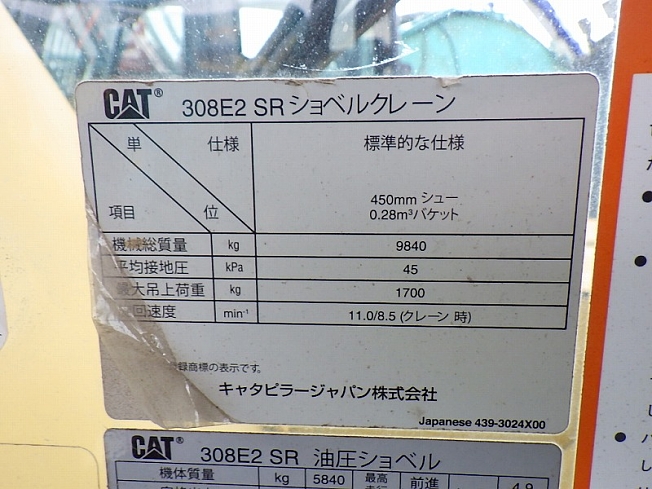 CAT® 308E2 SR ショベルクレーン
単 仕様 標準的な仕様
450mm シュー
項目 位 0.28m³バケット
機械総質量 kg 9840
平均接地圧 kPa 45
最大吊上荷重 kg 1700
回速度 min⁻¹ 11.0/8.5 (クレーン 時)
登録商標の表示です。
キャタピラージャパン株式会社
Japanese 439-3024X00
CAT® 308E2 SR 油圧ショベル
機体質量 kg 5840 最高 前進 4.9